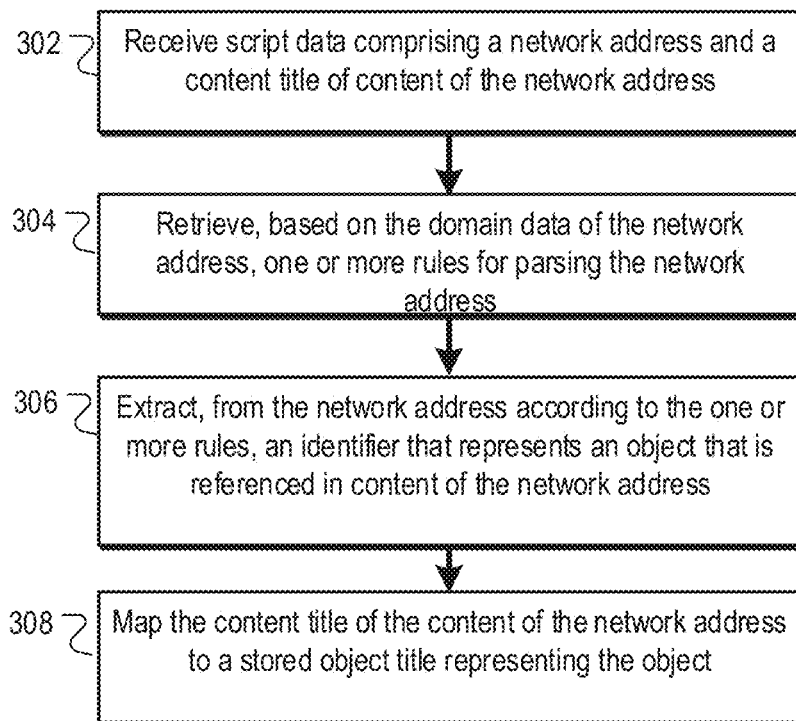 302
Receive script data comprising a network address and a
content title of content of the network address
304
Retrieve, based on the domain data of the network
address, one or more rules for parsing the network
address
306
Extract, from the network address according to the one or
more rules, an identifier that represents an object that is
referenced in content of the network address
308
Map the content title of the content of the network address
to a stored object title representing the object